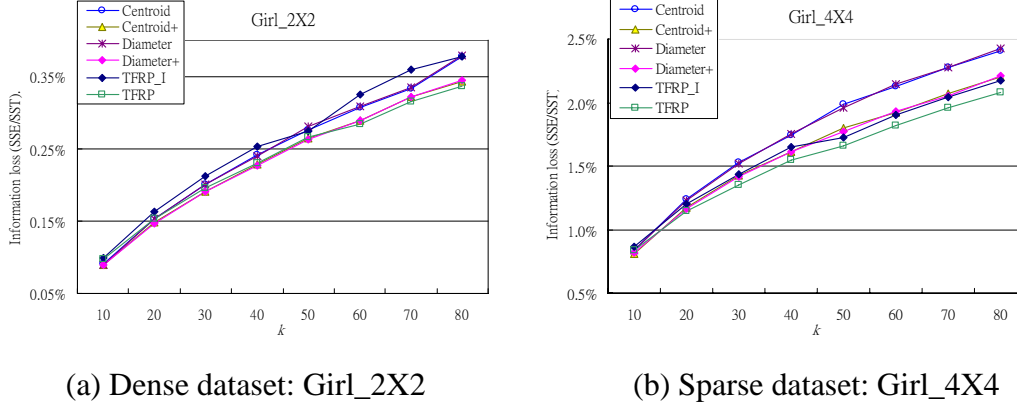 Girl_2X2
Centroid
Centroid+
Diameter
Diameter+
TFRP_I
TFRP
Information loss (SSE/SST).
0.35%
0.25%
0.15%
0.05%
10 20 30 40 50 60 70 80
k
(a) Dense dataset: Girl_2X2
Girl_4X4
Centroid
Centroid+
Diameter
Diameter+
TFRP_I
TFRP
Information loss (SSE/SST.
2.5%
2.0%
1.5%
1.0%
0.5%
10 20 30 40 50 60 70 80
k
(b) Sparse dataset: Girl_4X4